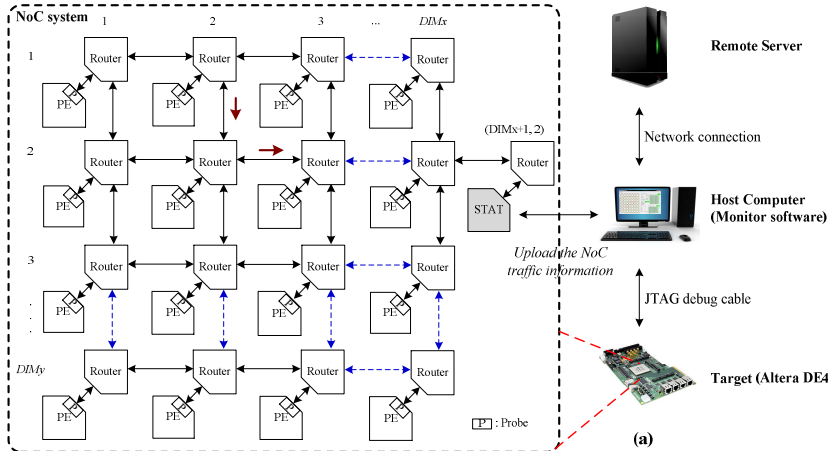 NoC system
1 2 3 ... DIMx
1 Router Router Router Router
PE P PE P PE P PE P
Remote Server
(DIMx+1, 2)
Network connection
2 Router Router Router Router Router
PE P PE P PE P PE P
STAT
Host Computer
(Monitor software)
Upload the NoC
traffic information
3 Router Router Router Router
PE P PE P PE P PE P
JTAG debug cable
.
.
.
DIMy Router Router Router Router
PE P PE P PE P PE P
Target (Altera DE4
P : Probe
(a)